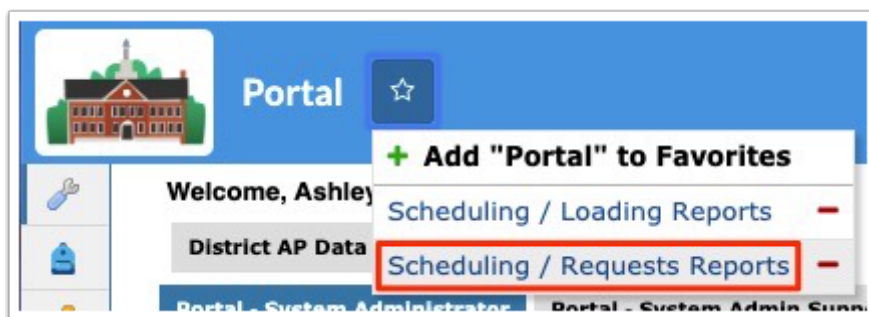 Portal
+ Add "Portal" to Favorites
Welcome, Ashley
Scheduling / Loading Reports
District AP Data
Scheduling / Requests Reports
Portal - System Administrator
Portal - System Admin